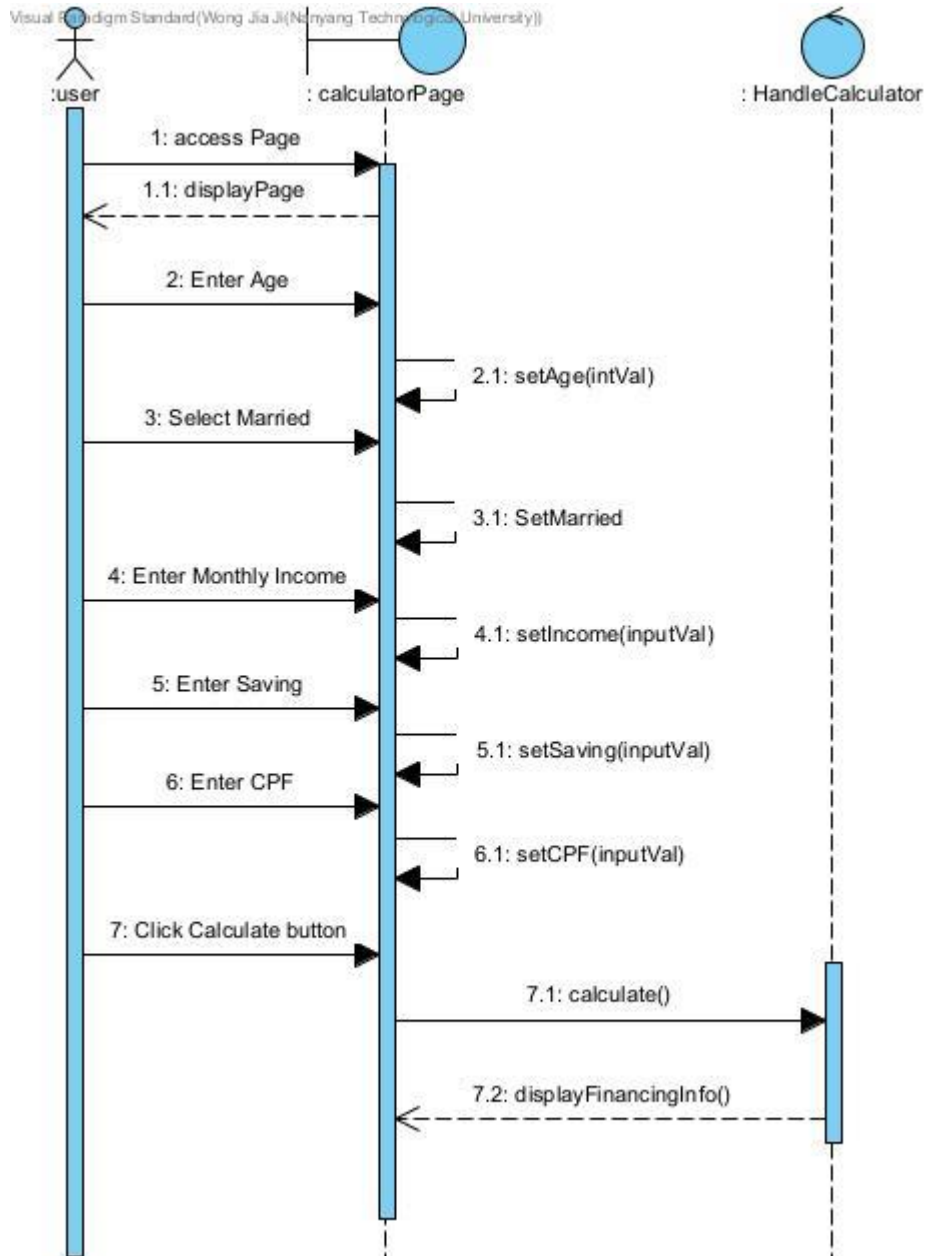 Visual Paradigm Standard(Wong Jia Ji(Nanyang Technological University))
:user
: calculatorPage
: HandleCalculator
1: access Page
1.1: displayPage
2: Enter Age
2.1: setAge(intVal)
3: Select Married
3.1: SetMarried
4: Enter Monthly Income
4.1: setIncome(inputVal)
5: Enter Saving
5.1: setSaving(inputVal)
6: Enter CPF
6.1: setCPF(inputVal)
7: Click Calculate button
7.1: calculate()
7.2: displayFinancingInfo()